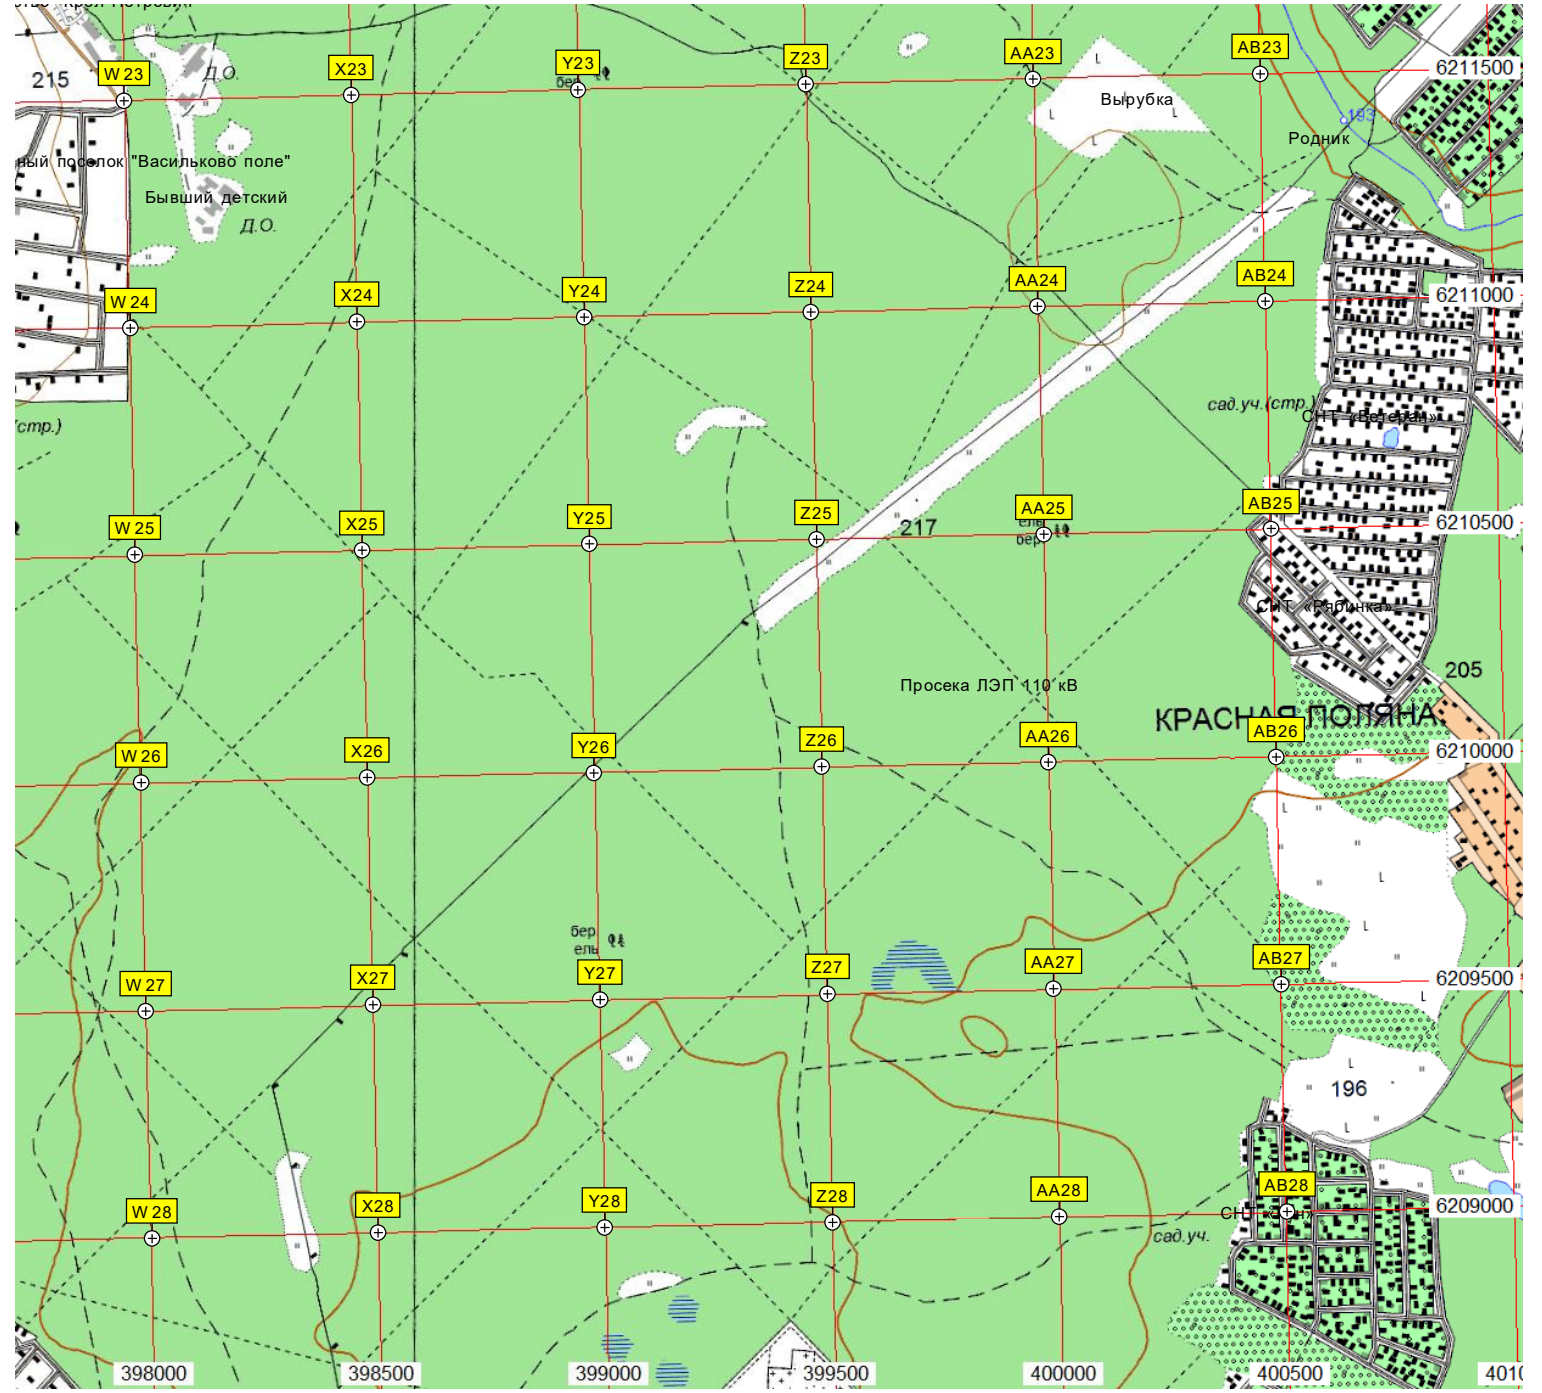 215
Д.О.
W 23
X23
Y23
бер
Z23
AA23
AB23
6211500
Вырубка
193
Родник
ный поселок "Васильково поле"
Бывший детский
Д.О.
W 24
X24
Y24
Z24
AA24
AB24
6211000
сад.уч.(стр.)
СНТ «Ветеран»
(стр.)
W 25
X25
Y25
Z25
217
AA25
ель
бер
AB25
6210500
СНТ «Рябинка»
205
Просека ЛЭП 110 кВ
КРАСНАЯ ПОЛЯНА
W 26
X26
Y26
Z26
AA26
AB26
6210000
бер
ель
W 27
X27
Y27
Z27
AA27
AB27
6209500
196
W 28
X28
Y28
Z28
AA28
AB28
6209000
сад.уч.
398000
398500
399000
399500
400000
400500